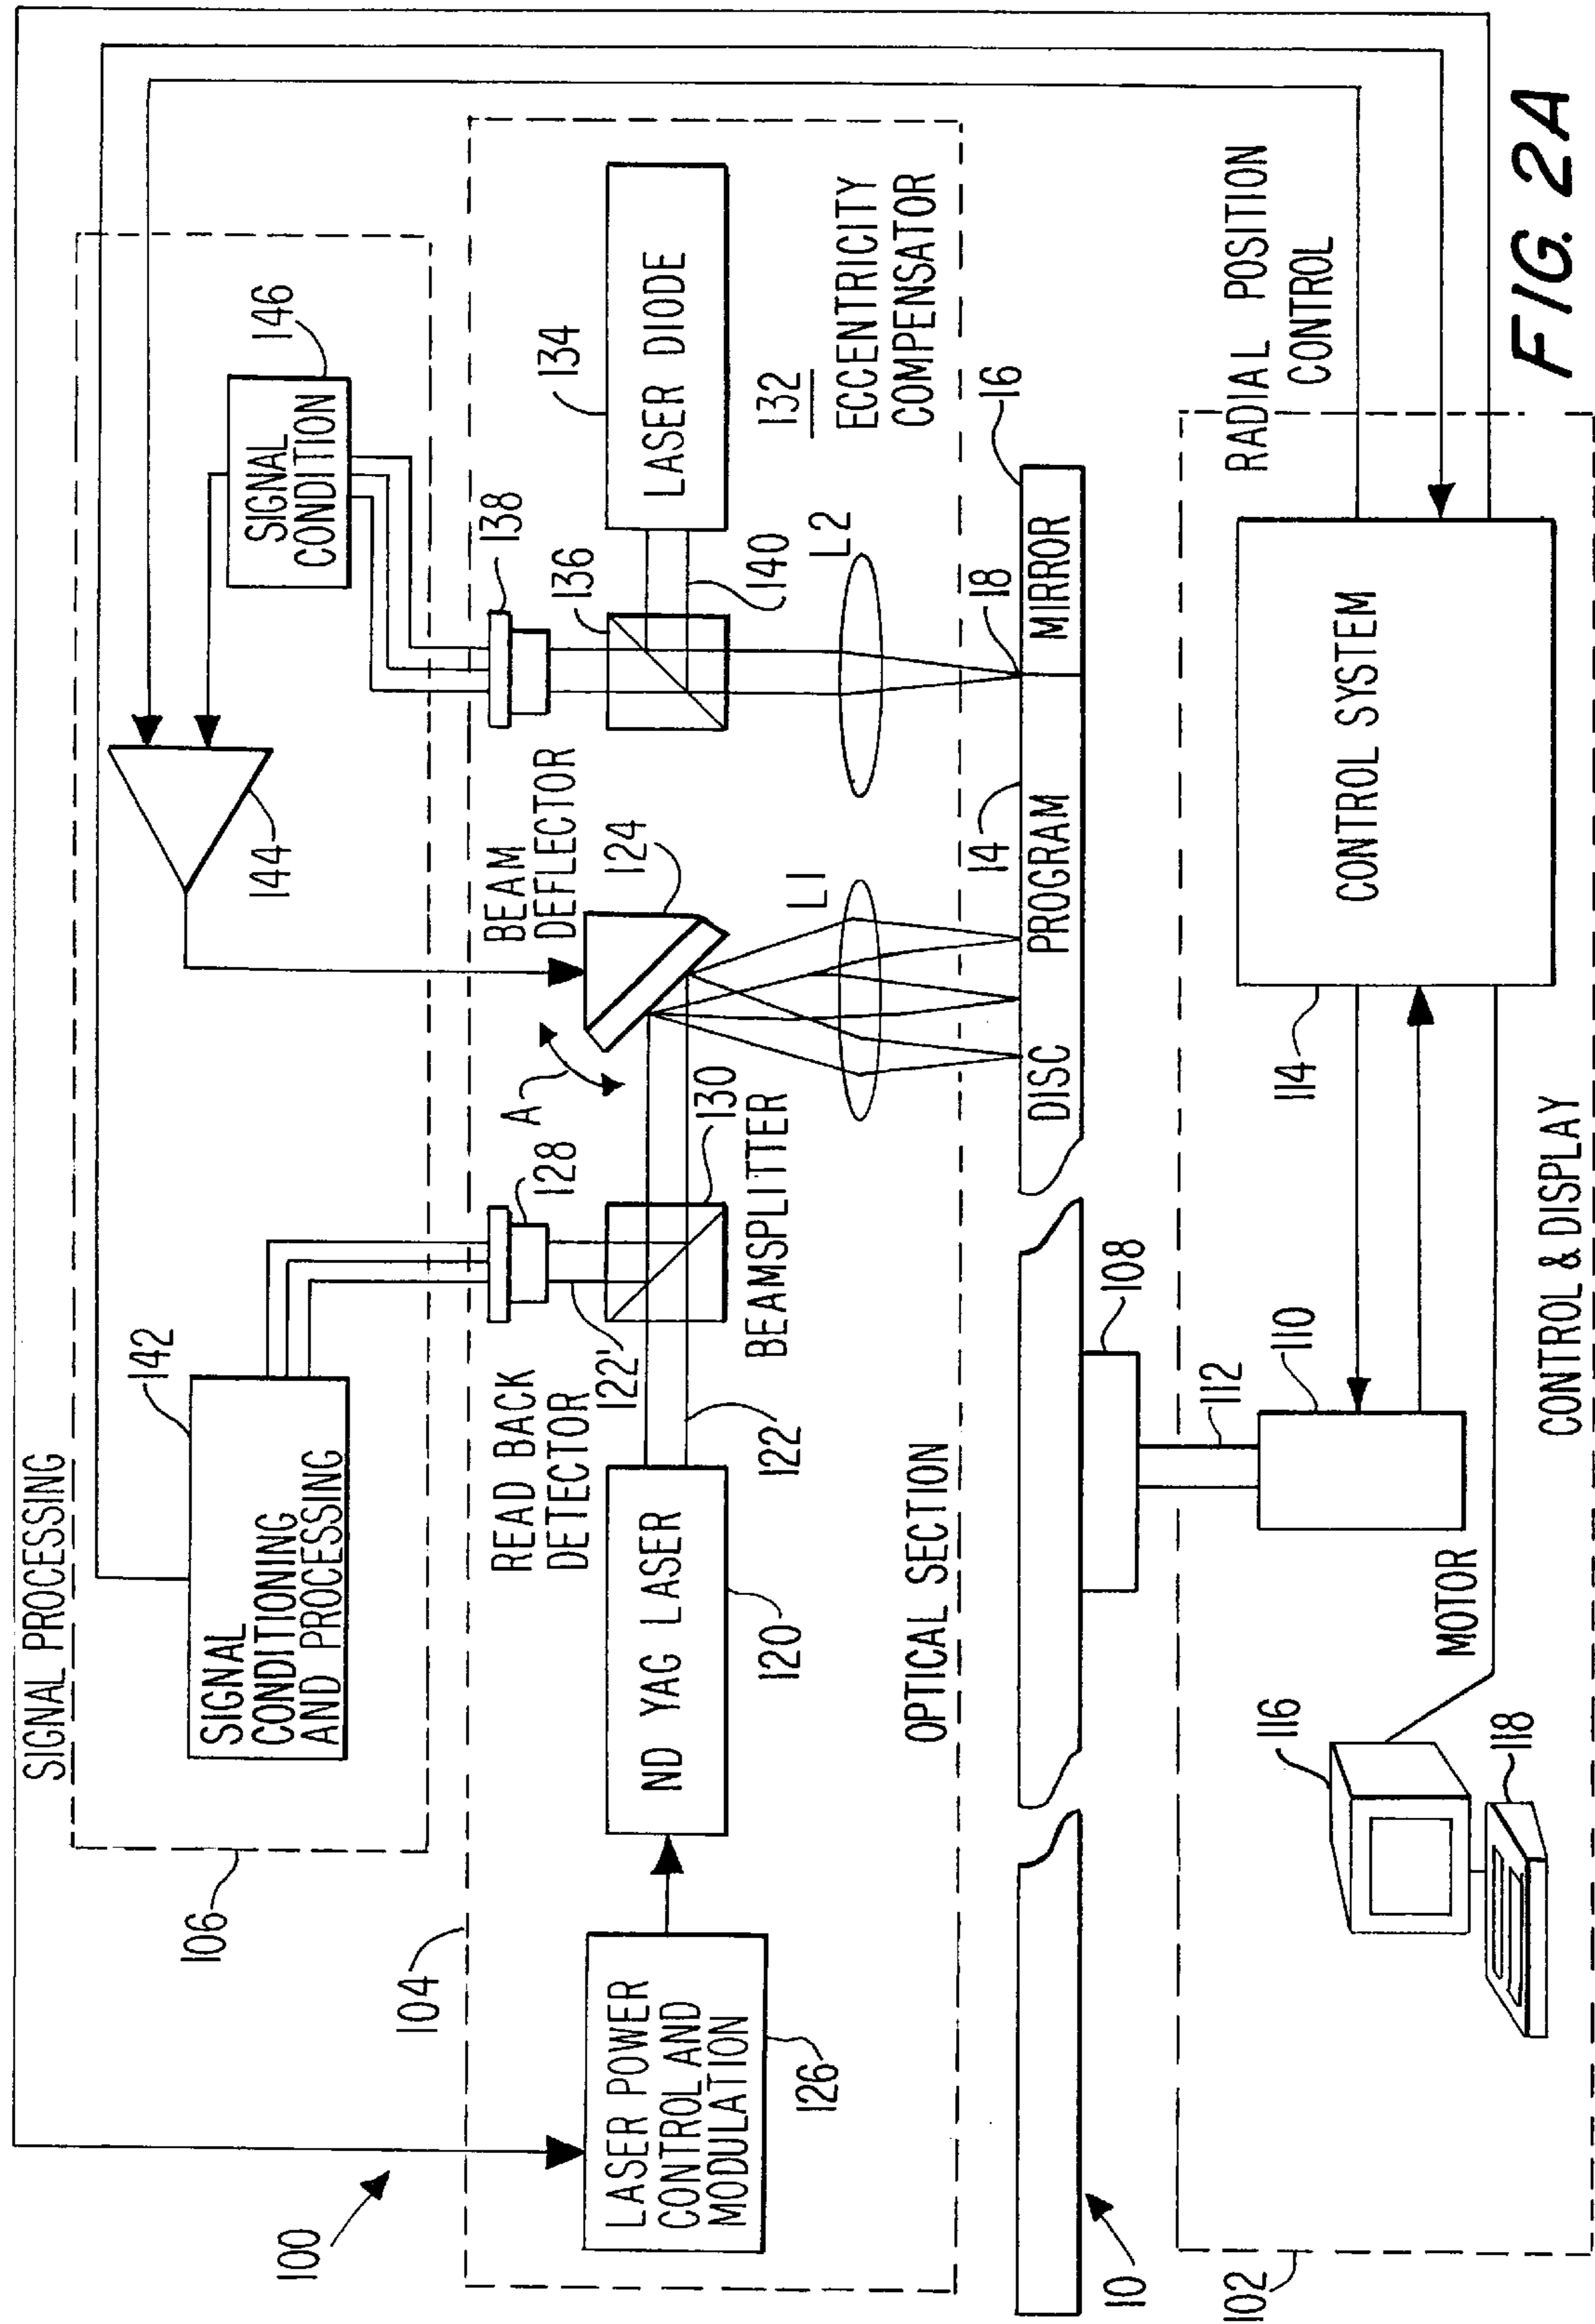 SIGNAL PROCESSING
142
SIGNAL
CONDITIONING
AND PROCESSING
106
144
146
SIGNAL
CONDITION
100
104
LASER POWER
CONTROL AND
MODULATION
126
ND YAG LASER
120
READ BACK
DETECTOR
122'
122
128
130
BEAMSPLITTER
A
BEAM
DEFLECTOR
124
L1
138
136
140
L2
134
LASER DIODE
132
ECCENTRICITY
COMPENSATOR
OPTICAL SECTION
10
DISC
PROGRAM
14
18
MIRROR
16
108
112
110
MOTOR
116
118
102
114
CONTROL SYSTEM
RADIAL POSITION
CONTROL
CONTROL & DISPLAY
FIG. 2A